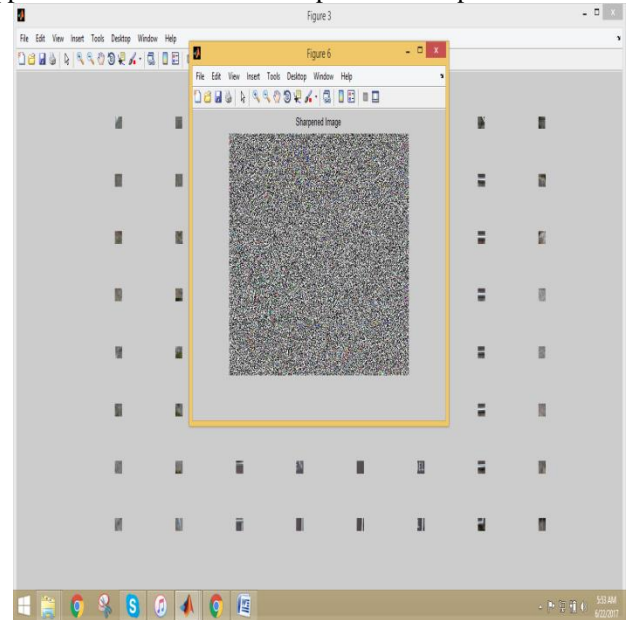 Figure 3
File Edit View Insert Tools Desktop Window Help
Figure 6
File Edit View Insert Tools Desktop Window Help
Sharpened Image
5:53 AM
6/22/2017